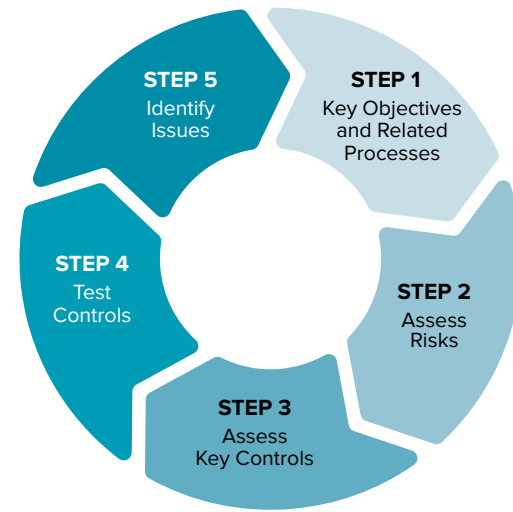 STEP 1
Key Objectives
and Related
Processes
STEP 2
Assess
Risks
STEP 3
Assess
Key Controls
STEP 4
Test
Controls
STEP 5
Identify
Issues